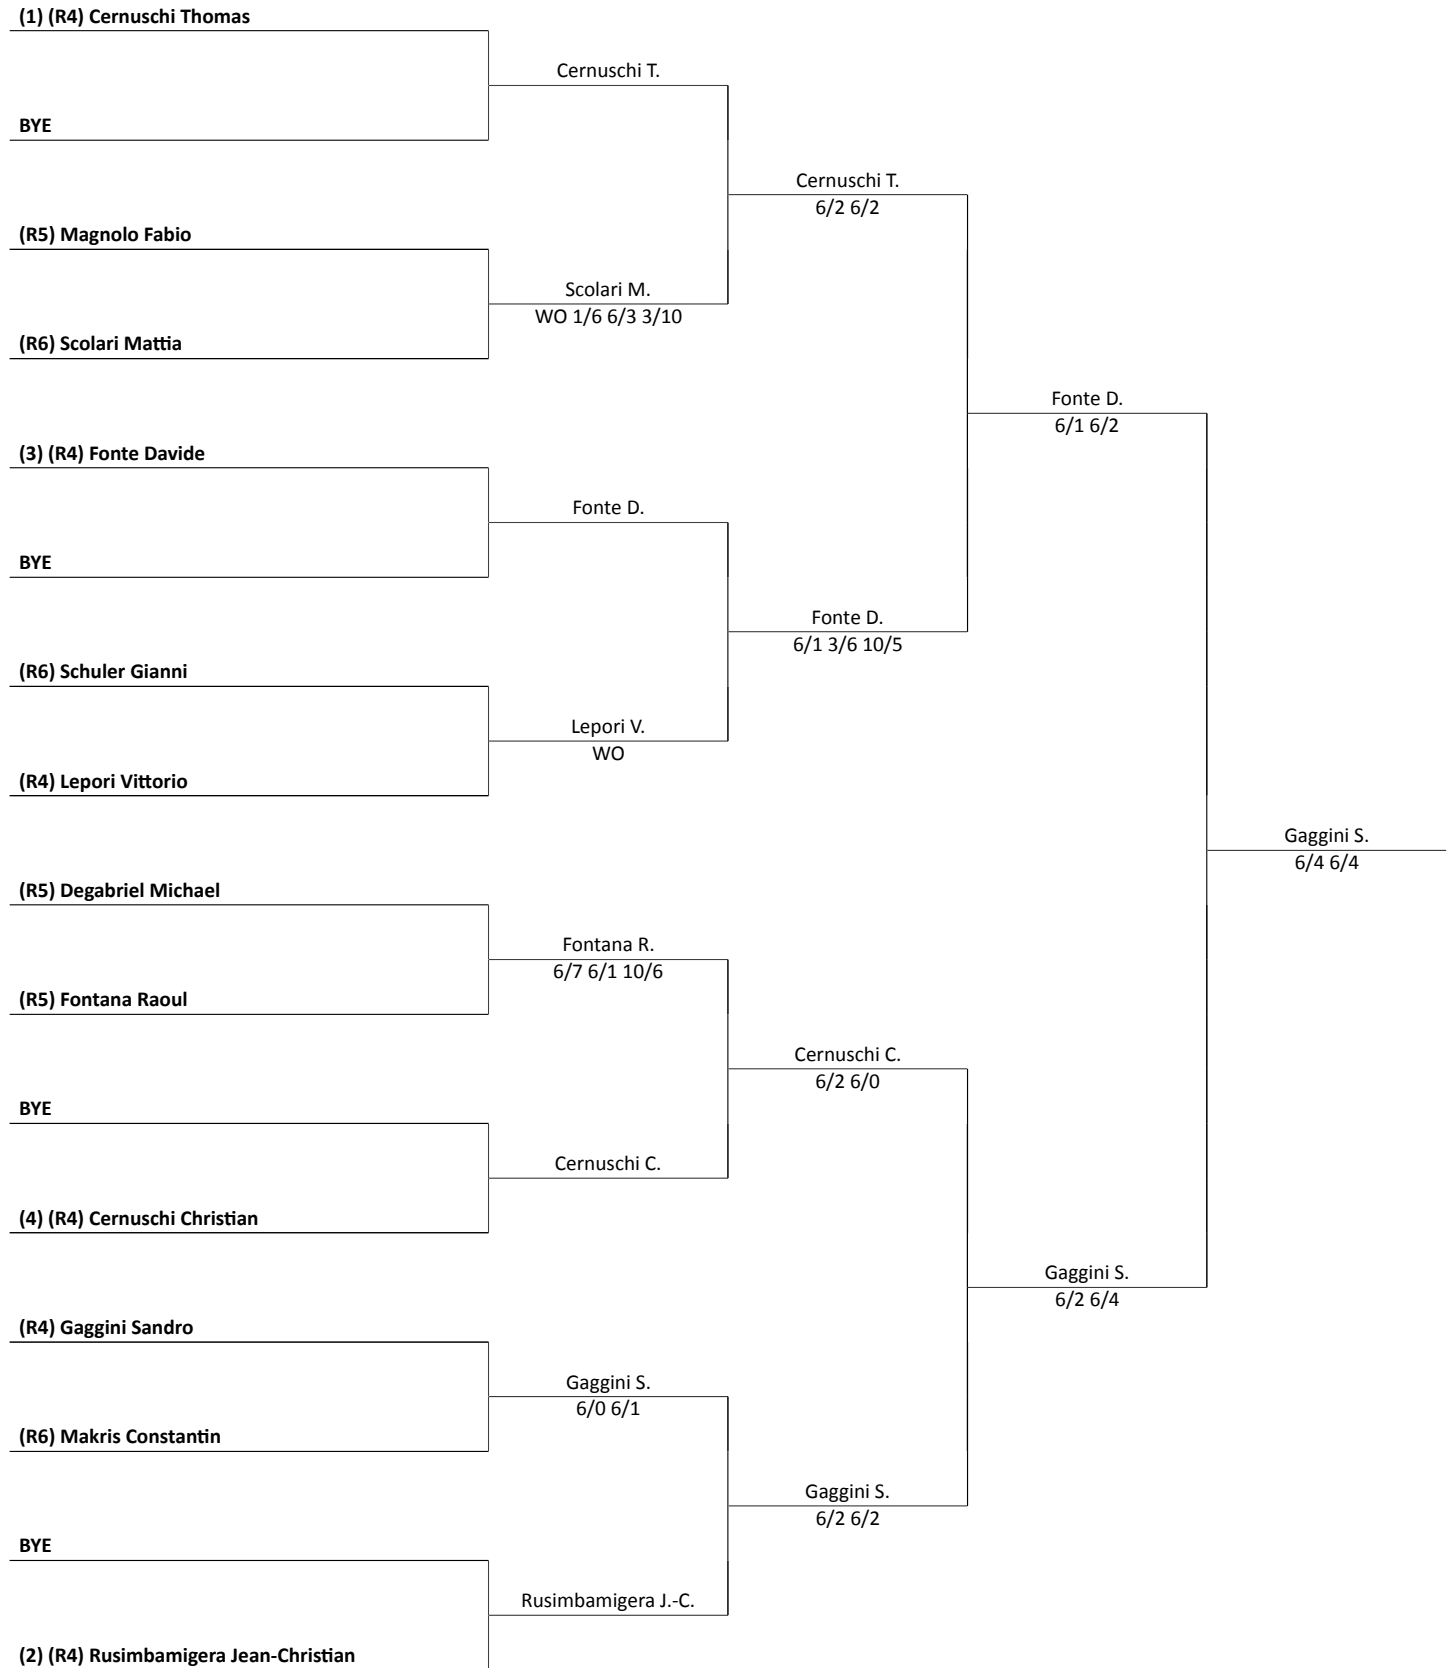 (1) (R4) Cernuschi Thomas
Cernuschi T.
BYE
Cernuschi T.
6/2 6/2
(R5) Magnolo Fabio
Scolari M.
WO 1/6 6/3 3/10
(R6) Scolari Mattia
Fonte D.
6/1 6/2
(3) (R4) Fonte Davide
Fonte D.
BYE
Fonte D.
6/1 3/6 10/5
(R6) Schuler Gianni
Lepori V.
WO
(R4) Lepori Vittorio
Gaggini S.
6/4 6/4
(R5) Degabriel Michael
Fontana R.
6/7 6/1 10/6
(R5) Fontana Raoul
Cernuschi C.
6/2 6/0
BYE
Cernuschi C.
(4) (R4) Cernuschi Christian
Gaggini S.
6/2 6/4
(R4) Gaggini Sandro
Gaggini S.
6/0 6/1
(R6) Makris Constantin
Gaggini S.
6/2 6/2
BYE
Rusimbamigera J.-C.
(2) (R4) Rusimbamigera Jean-Christian